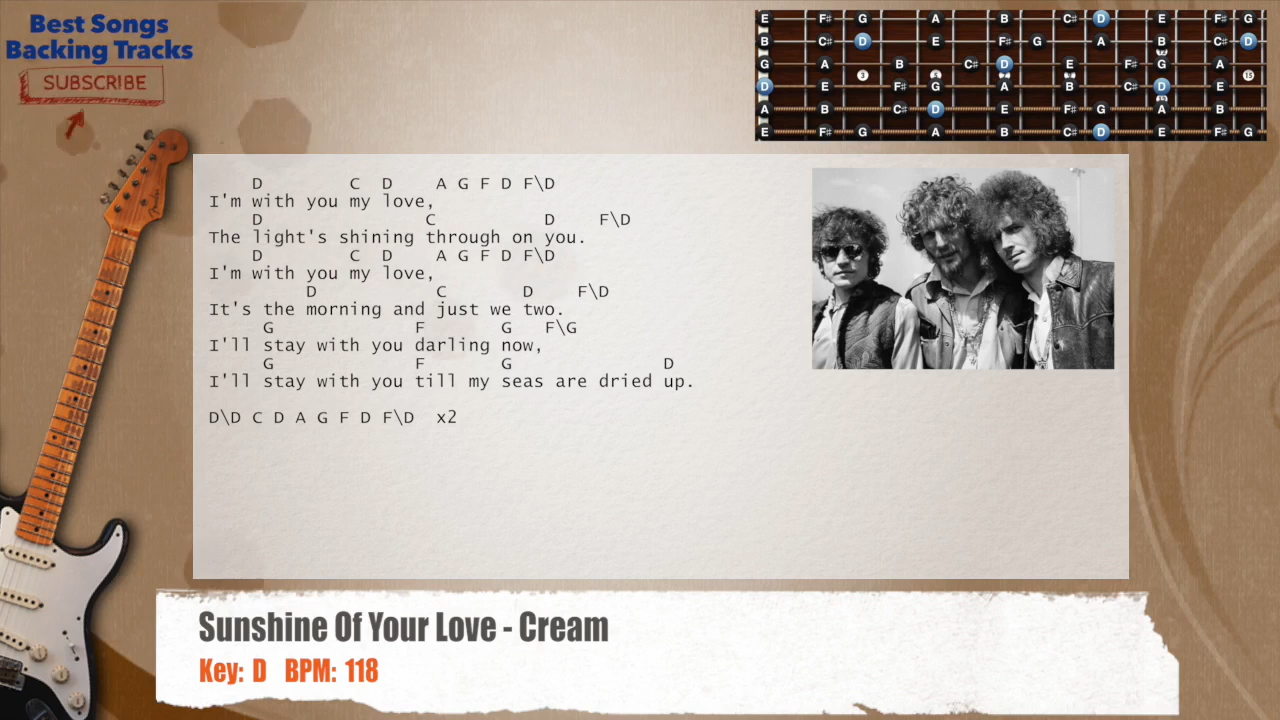 Best Songs
Backing Tracks
SUBSCRIBE
E F# G A B C# D E F# G
B C# D E F# G A B C# D
G A B C# D E F# G A
D E F# G A B C# D E
A B C# D E F# G A B
E F# G A B C# D E F# G
D C D A G F D F\D
I'm with you my love,
D C D F\D
The light's shining through on you.
D C D A G F D F\D
I'm with you my love,
D C D F\D
It's the morning and just we two.
G F G F\G
I'll stay with you darling now,
G F G D
I'll stay with you till my seas are dried up.
D\D C D A G F D F\D x2
Sunshine Of Your Love - Cream
Key: D BPM: 118